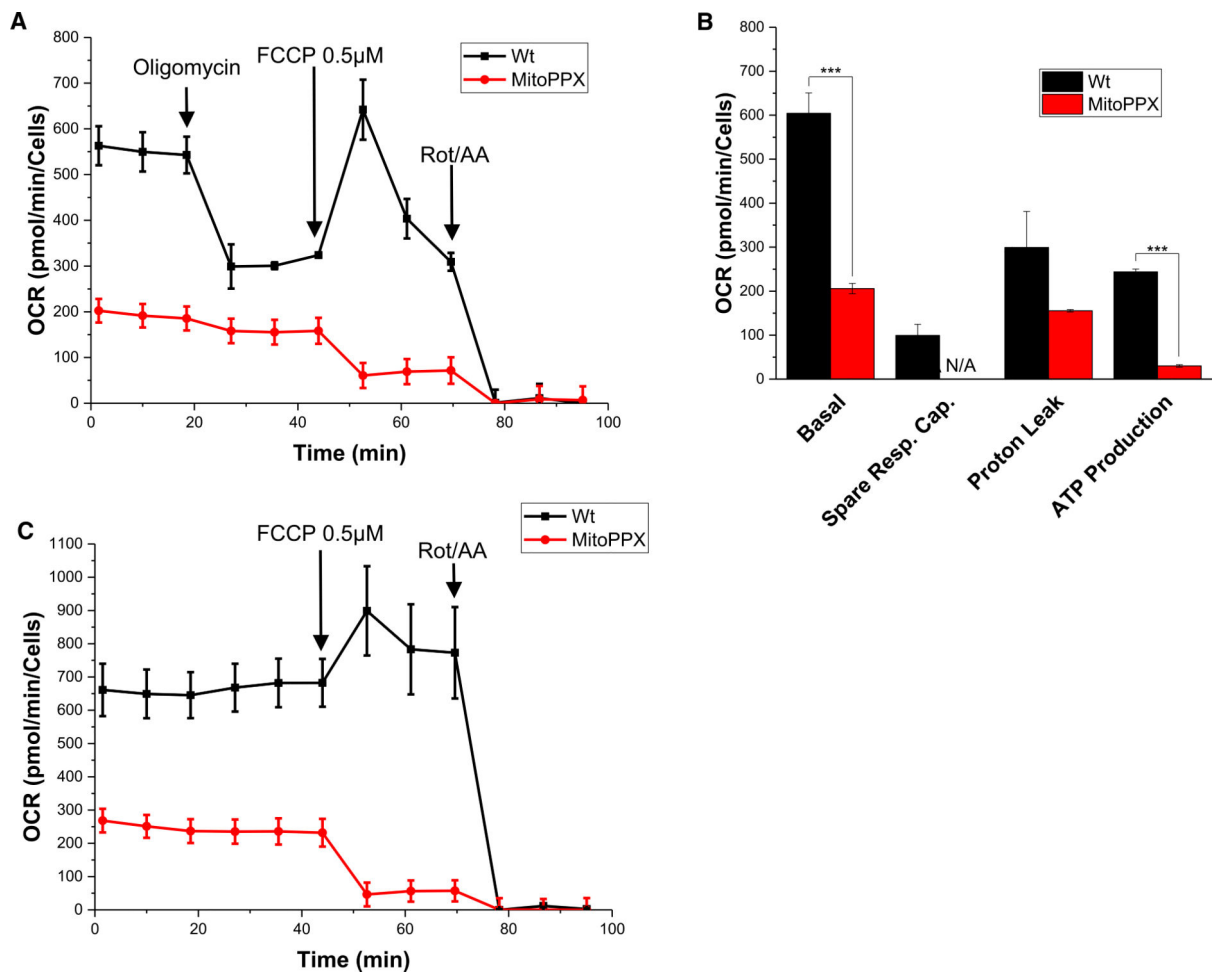 A
800
700
600
500
400
300
200
100
0
OCR (pmol/min/Cells)
0 20 40 60 80 100
Time (min)
Oligomycin
FCCP 0.5µM
Rot/AA
Wt
MitoPPX
B
800
700
600
500
400
300
200
100
0
OCR (pmol/min/Cells)
***
Wt
MitoPPX
N/A
***
Basal
Spare Resp. Cap.
Proton Leak
ATP Production
C
1100
1000
900
800
700
600
500
400
300
200
100
0
OCR (pmol/min/Cells)
0 20 40 60 80 100
Time (min)
FCCP 0.5µM
Rot/AA
Wt
MitoPPX